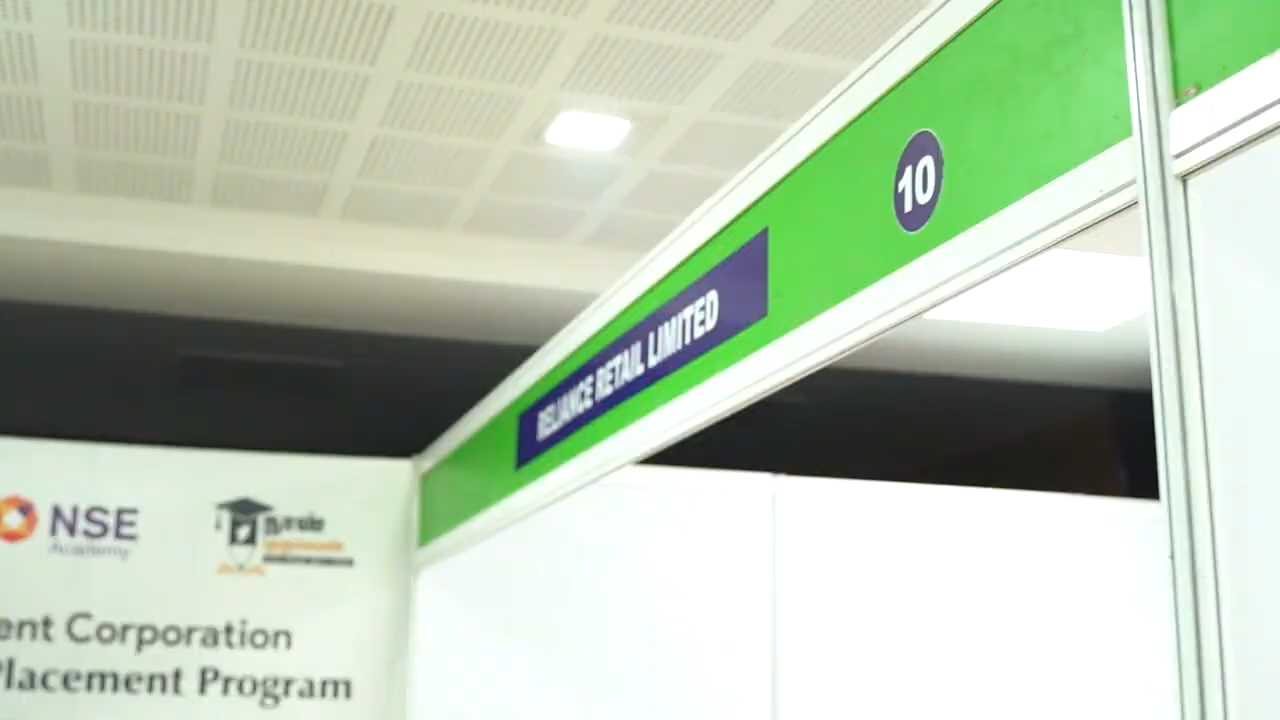 10
RELIANCE RETAIL LIMITED
NSE
Academy
ent Corporation
Placement Program